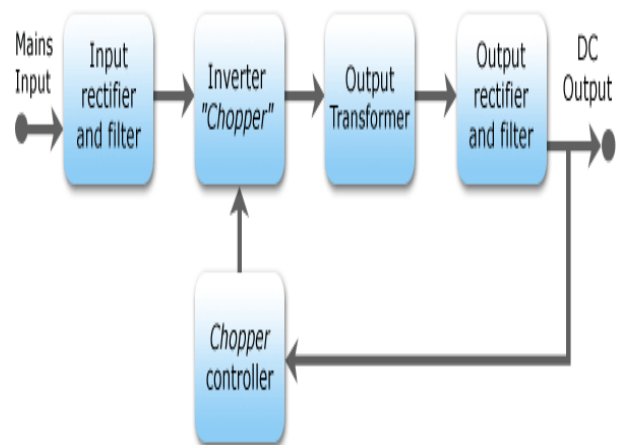 Mains
Input
Input
rectifier
and filter
Inverter
"Chopper"
Output
Transformer
Output
rectifier
and filter
DC
Output
Chopper
controller